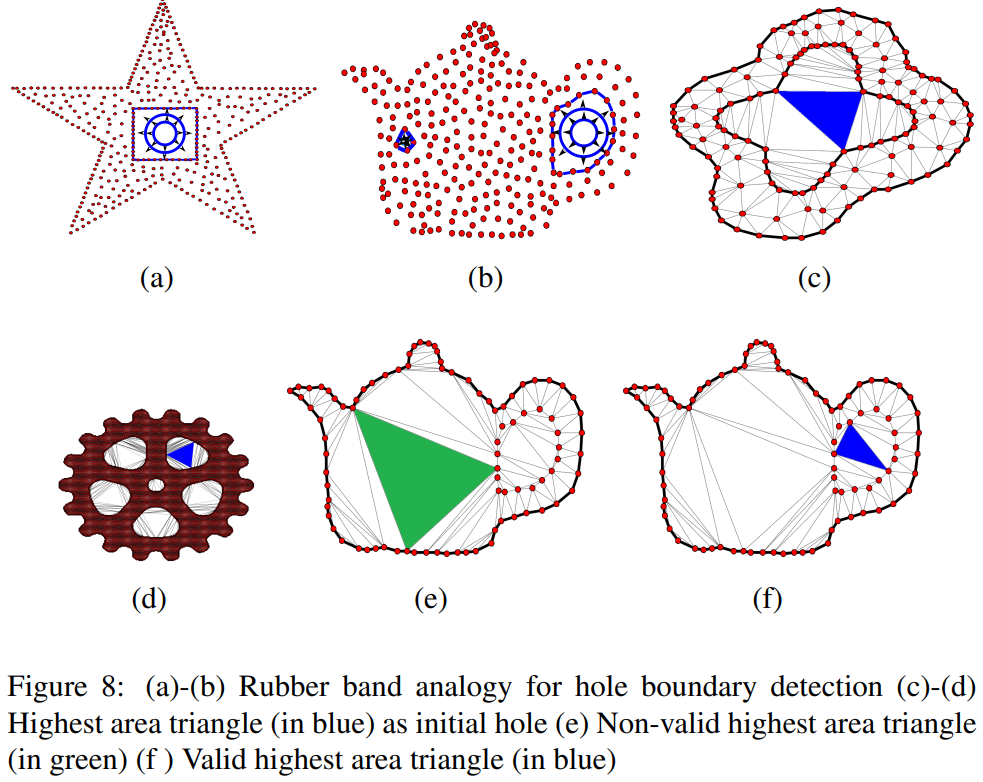 (a)
(b)
(c)
(d)
(e)
(f)
Figure 8: (a)-(b) Rubber band analogy for hole boundary detection (c)-(d)
Highest area triangle (in blue) as initial hole (e) Non-valid highest area triangle
(in green) (f ) Valid highest area triangle (in blue)